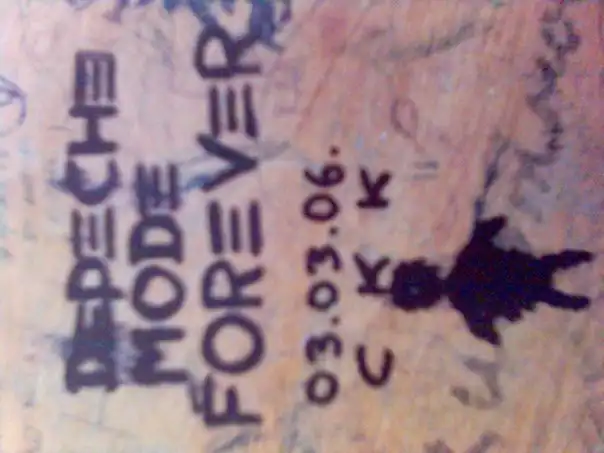 DEPECHE
MODE
FOREVER
03.03.06.
C K K